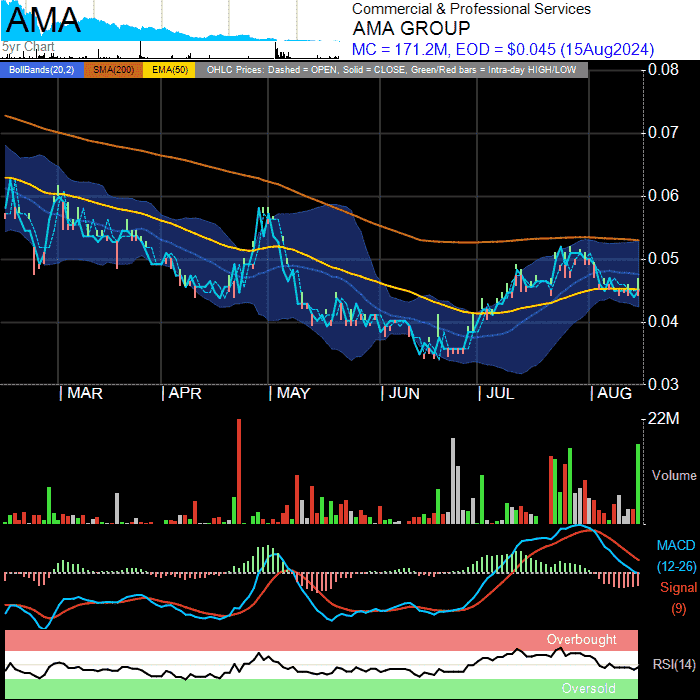 AMA
5yr Chart
Commercial & Professional Services
AMA GROUP
MC = 171.2M, EOD = $0.045 (15Aug2024)
BollBands(20,2) SMA(200) EMA(50) OHLC Prices: Dashed = OPEN, Solid = CLOSE, Green/Red bars = Intra-day HIGH/LOW
0.08
0.07
0.06
0.05
0.04
0.03
| MAR | APR | MAY | JUN | JUL | AUG
22M
Volume
MACD
(12-26)
Signal
(9)
Overbought
RSI(14)
Oversold